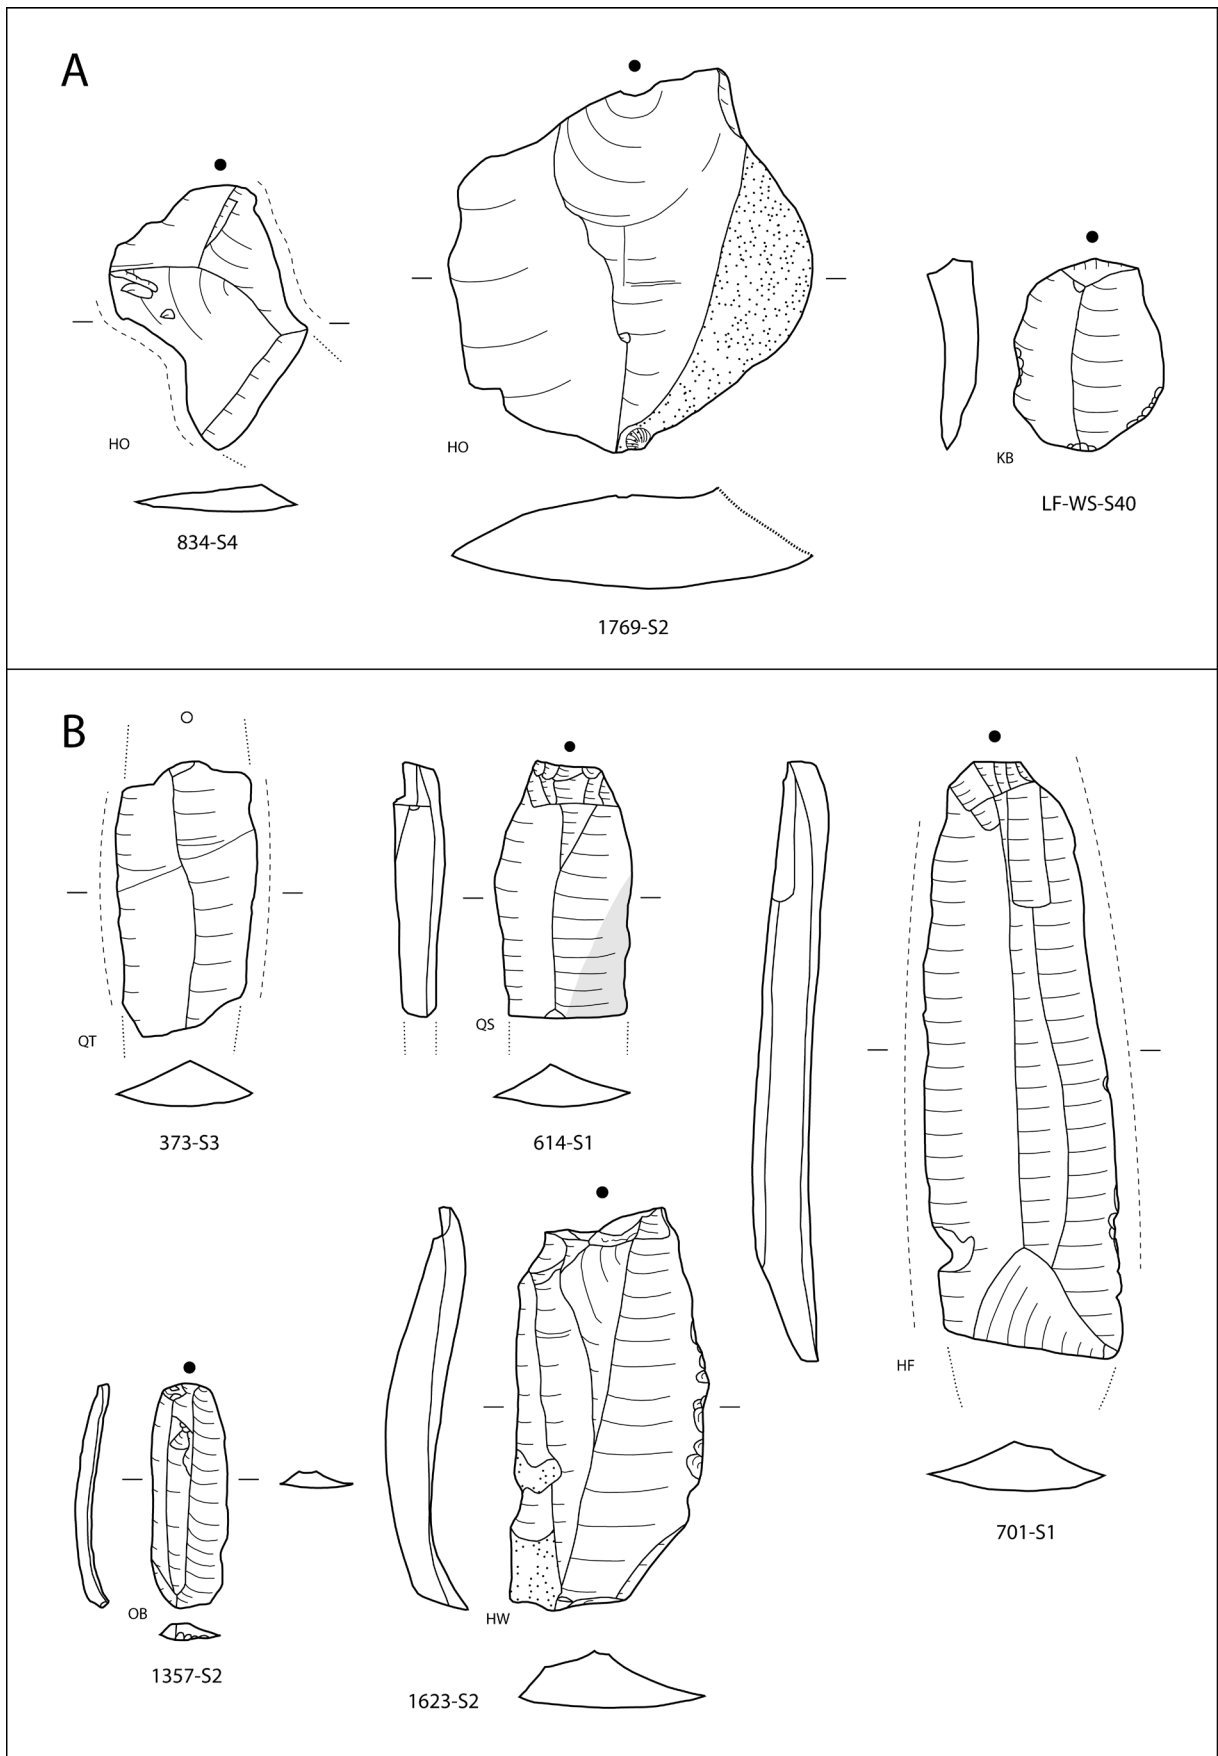 A
HO
834-S4
HO
1769-S2
KB
LF-WS-S40
B
QT
373-S3
QS
614-S1
HF
701-S1
OB
1357-S2
HW
1623-S2